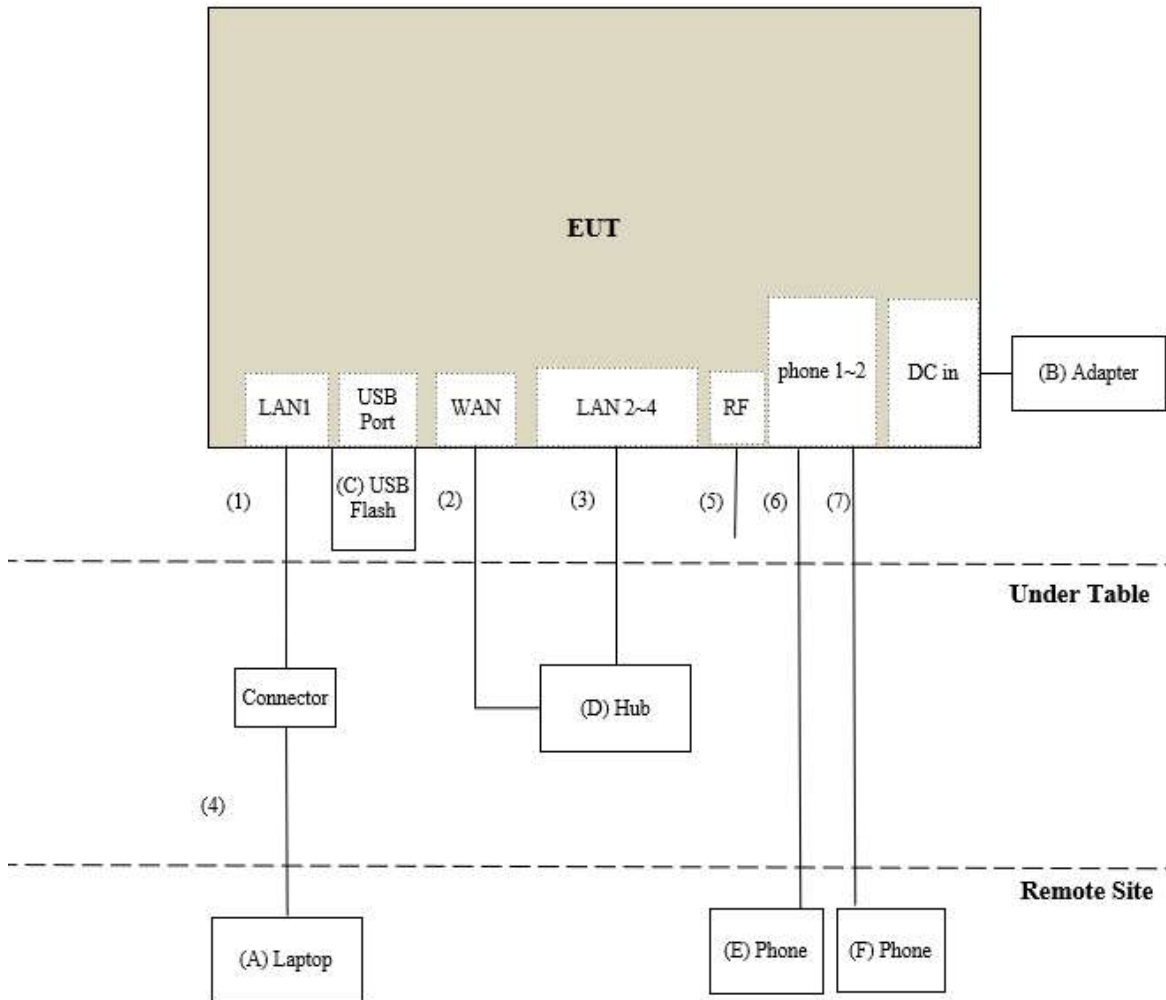 EUT
phone 1~2
DC in
(B) Adapter
LAN1
USB
Port
WAN
LAN 2~4
RF
(1)
(C) USB
Flash
(2)
(3)
(5)
(6)
(7)
Under Table
Connector
(D) Hub
(4)
Remote Site
(A) Laptop
(E) Phone
(F) Phone